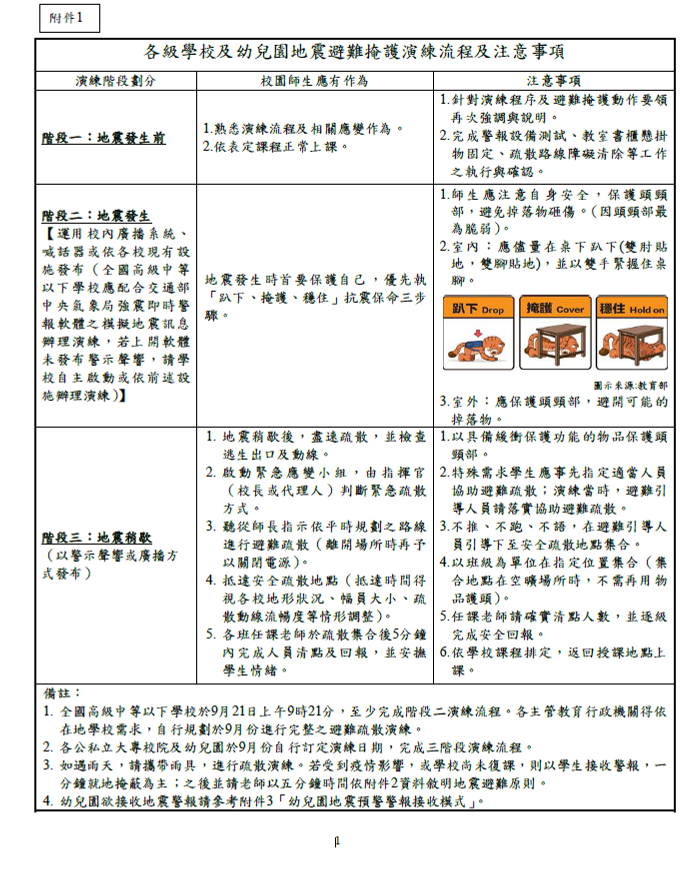 附件1
各級學校及幼兒園地震避難掩護演練流程及注意事項
演練階段劃分
校園師生應有作為
注意事項
階段一：地震發生前
1.熟悉演練流程及相關應變作為。
2.依表定課程正常上課。
1.針對演練程序及避難掩護動作要領
再次強調與說明。
2.完成警報設備測試、教室書櫃懸掛
物固定、疏散路線障礙清除等工作
之執行與確認。
階段二：地震發生
【運用校內廣播系統、
喊話器或依各校現有設
施發布（全國高級中等
以下學校應配合交通部
中央氣象局強震即時警
報軟體之模擬地震訊息
辦理演練，若上開軟體
未發布警示聲響，請學
校自主啟動或依前述設
施辦理演練)】
地震發生時首要保護自己，優先執
「趴下、掩護、穩住」抗震保命三步
驟。
1.師生應注意自身安全，保護頭頸
部，避免掉落物砸傷。(因頭頸部最
為脆弱)。
2.室內：應儘量在桌下趴下(雙肘貼
地，雙腳貼地)，並以雙手緊握住桌
腳。
趴下 Drop
掩護 Cover
穩住 Hold on
圖示來源:教育部
3.室外：應保護頭頸部，避開可能的
掉落物。
階段三：地震稍歇
（以警示聲響或廣播方
式發布）
1. 地震稍歇後，盡速疏散，並檢查
逃生出口及動線。
2. 啟動緊急應變小組，由指揮官
（校長或代理人）判斷緊急疏散
方式。
3. 聽從師長指示依平時規劃之路線
進行避難疏散（離開場所時再予
以關閉電源)。
4. 抵達安全疏散地點（抵達時間得
視各校地形狀況、幅員大小、疏
散動線流暢度等情形調整)。
5. 各班任課老師於疏散集合後5分鐘
內完成人員清點及回報，並安撫
學生情緒。
1.以具備緩衝保護功能的物品保護頭
頸部。
2.特殊需求學生應事先指定適當人員
協助避難疏散；演練當時，避難引
導人員請落實協助避難疏散。
3.不推、不跑、不語，在避難引導人
員引導下至安全疏散地點集合。
4.以班級為單位在指定位置集合（集
合地點在空曠場所時，不需再用物
品護頭)。
5.任課老師請確實清點人數，並逐級
完成安全回報。
6.依學校課程排定，返回授課地點上
課。
備註：
1. 全國高級中等以下學校於9月21日上午9時21分，至少完成階段二演練流程。各主管教育行政機關得依
在地學校需求，自行規劃於9月份進行完整之避難疏散演練。
2. 各公私立大專校院及幼兒園於9月份自行訂定演練日期，完成三階段演練流程。
3. 如遇雨天，請攜帶雨具，進行疏散演練。若受到疫情影響，或學校尚未復課，則以學生接收警報，一
分鐘就地掩蔽為主；之後並請老師以五分鐘時間依附件2資料敘明地震避難原則。
4. 幼兒園欲接收地震警報請參考附件3「幼兒園地震預警警報接收模式」。
1